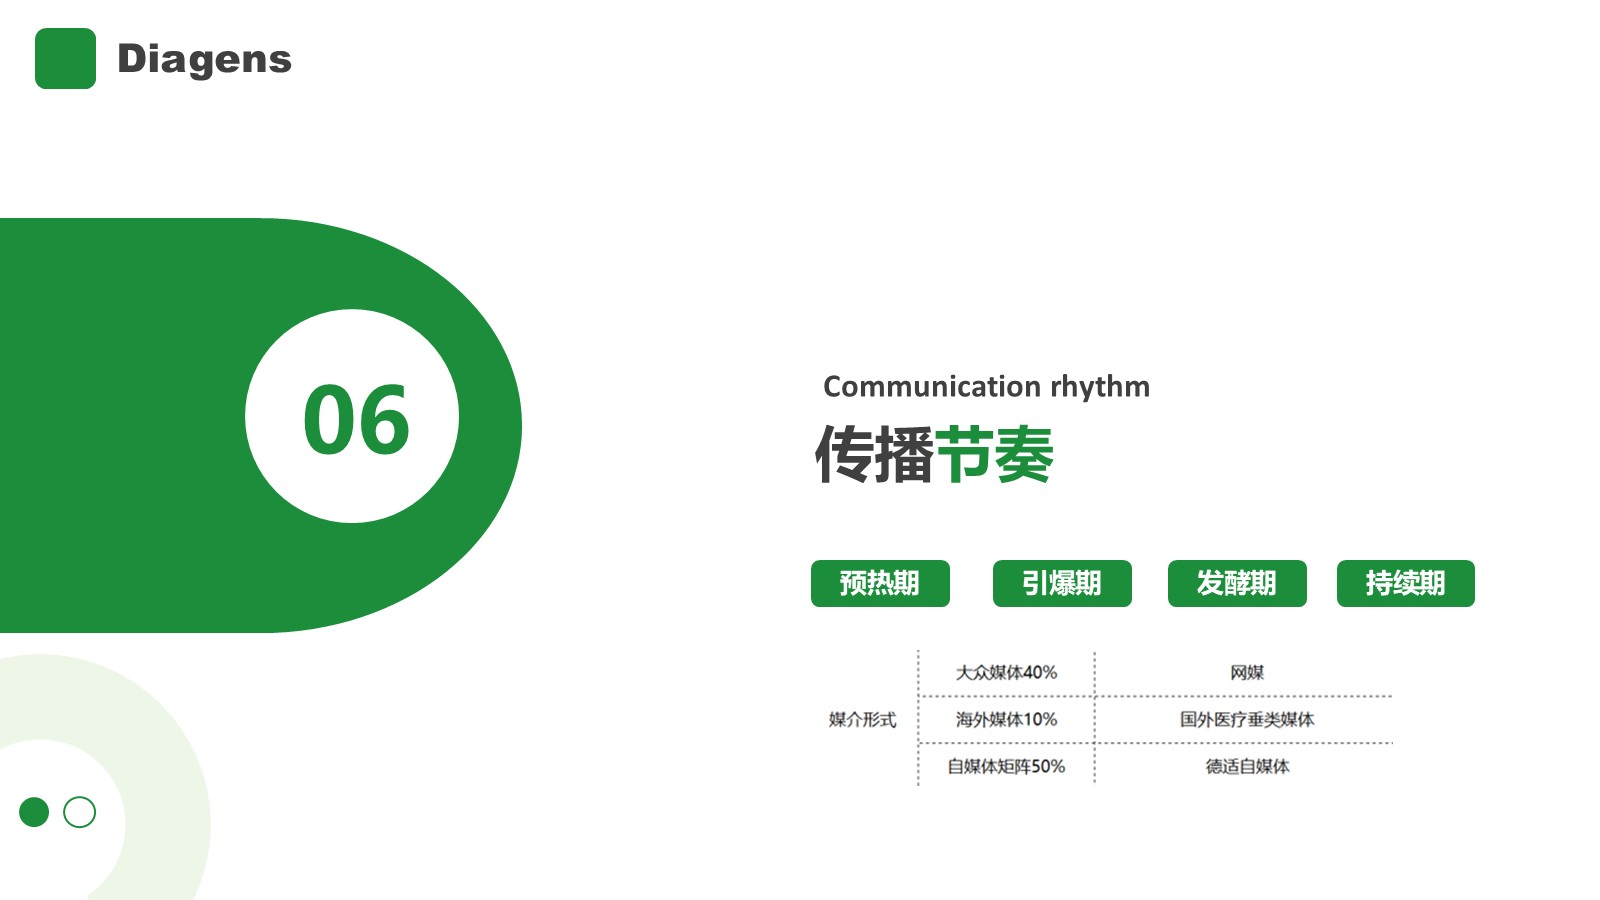 Diagens
06
Communication rhythm
传播节奏
预热期 引爆期 发酵期 持续期
大众媒体40% 网媒
媒介形式 海外媒体10% 国外医疗垂类媒体
自媒体矩阵50% 德适自媒体